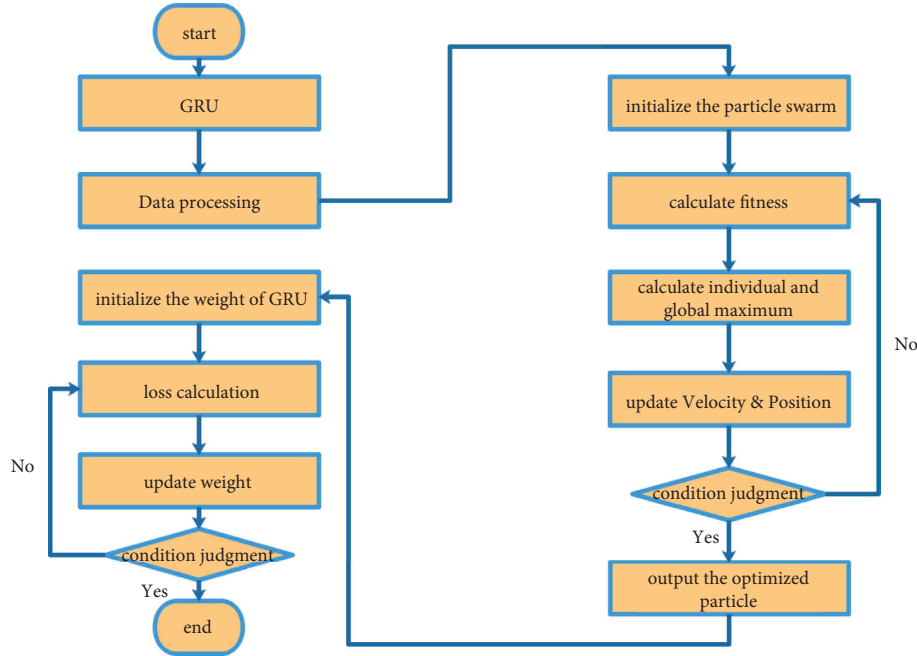 start
GRU
Data processing
initialize the particle swarm
calculate fitness
calculate individual and
global maximum
update Velocity & Position
condition judgment
No
Yes
output the optimized
particle
initialize the weight of GRU
loss calculation
update weight
condition judgment
No
Yes
end